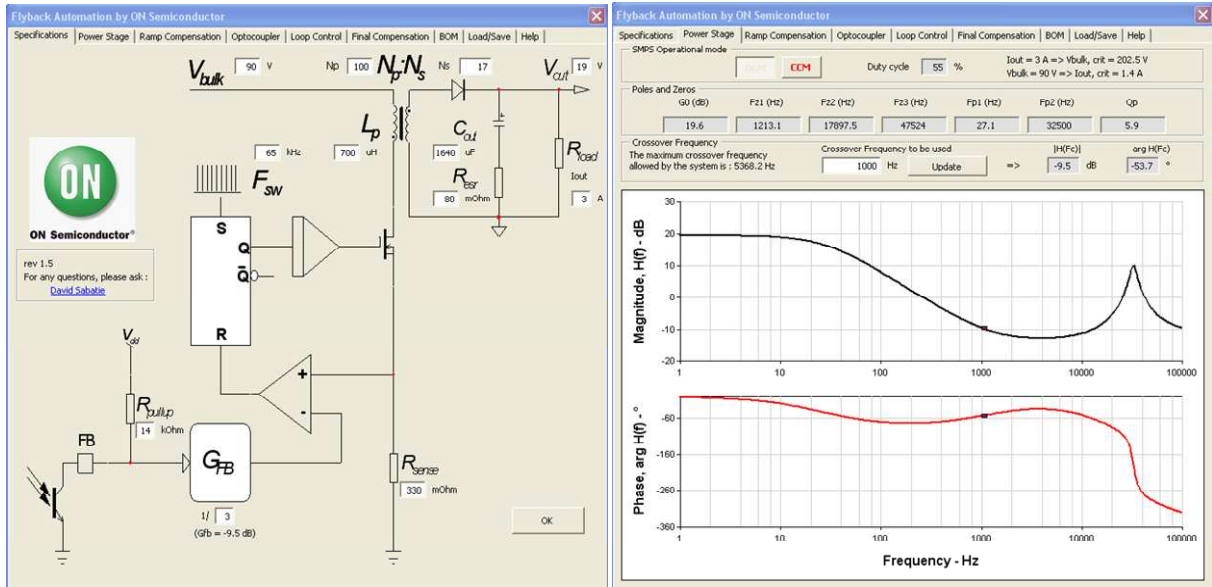 Flyback Automation by ON Semiconductor
Specifications Power Stage Ramp Compensation Optocoupler Loop Control Final Compensation BOM Load/Save Help
Vbulk 90 V Np 100 Np:Ns Ns 17 Vout 19 V
Lp
700 uH
Cout
1640 uF
Rload
Iout
3 A
Resr
80 mOhm
65 kHz
FSW
ON
ON Semiconductor®
rev 1.5
For any questions, please ask :
David Sabatie
S
Q
Q̅
R
Vdd
Rpullup
14 kOhm
FB
GFB
1/ 3
(Gfb = -9.5 dB)
+
-
Rsense
330 mOhm
OK
Flyback Automation by ON Semiconductor
Specifications Power Stage Ramp Compensation Optocoupler Loop Control Final Compensation BOM Load/Save Help
SMPS Operational mode
CCM Duty cycle 55 %
Iout = 3 A => Vbulk, crit = 202.5 V
Vbulk = 90 V => Iout, crit = 1.4 A
Poles and Zeros
G0 (dB) Fz1 (Hz) Fz2 (Hz) Fz3 (Hz) Fp1 (Hz) Fp2 (Hz) Qp
19.6 1213.1 17897.5 47524 27.1 32500 5.9
Crossover Frequency
The maximum crossover frequency
allowed by the system is : 5368.2 Hz
Crossover Frequency to be used
1000 Hz Update =>
|H(Fc)| arg H(Fc)
-9.5 dB -53.7 °
Magnitude, H(f) - dB
30
20
10
0
-10
-20
1 10 100 1000 10000 100000
Phase, arg H(f) - °
-60
-160
-260
-360
1 10 100 1000 10000 100000
Frequency - Hz